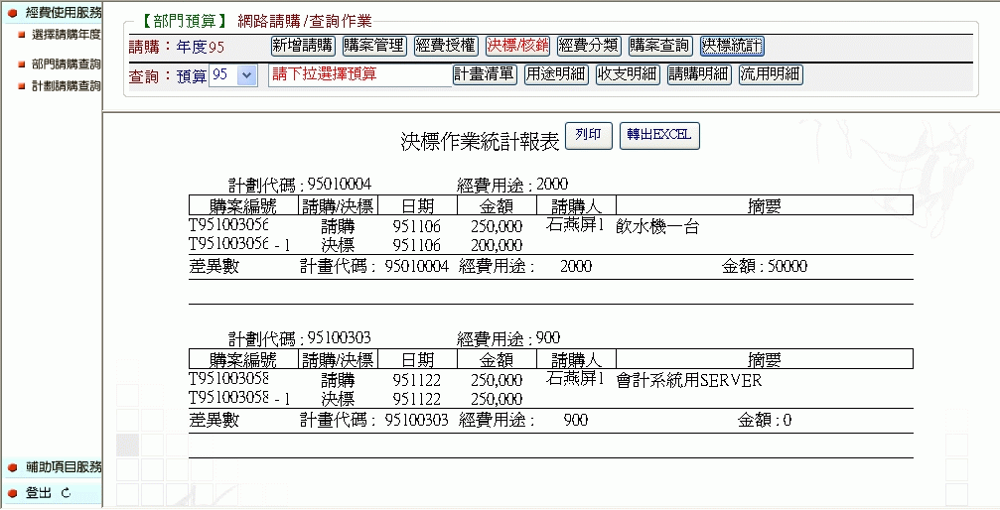 經費使用服務
選擇請購年度
部門請購查詢
計劃請購查詢
輔助項目服務
登出
【部門預算】 網路請購/查詢作業
請購：年度95 新增請購 購案管理 經費授權 決標/核銷 經費分類 購案查詢 決標統計
查詢：預算 95 請下拉選擇預算 計畫清單 用途明細 收支明細 請購明細 流用明細
決標作業統計報表 列印 轉出EXCEL
計劃代碼 : 95010004 經費用途 : 2000
購案編號 請購/決標 日期 金額 請購人 摘要
T951003056 請購 951106 250,000 石燕屏1 飲水機一台
T951003056 - 1 決標 951106 200,000
差異數 計畫代碼 : 95010004 經費用途 : 2000 金額 : 50000
計劃代碼 : 95100303 經費用途 : 900
購案編號 請購/決標 日期 金額 請購人 摘要
T951003058 請購 951122 250,000 石燕屏1 會計系統用SERVER
T951003058 - 1 決標 951122 250,000
差異數 計畫代碼 : 95100303 經費用途 : 900 金額 : 0